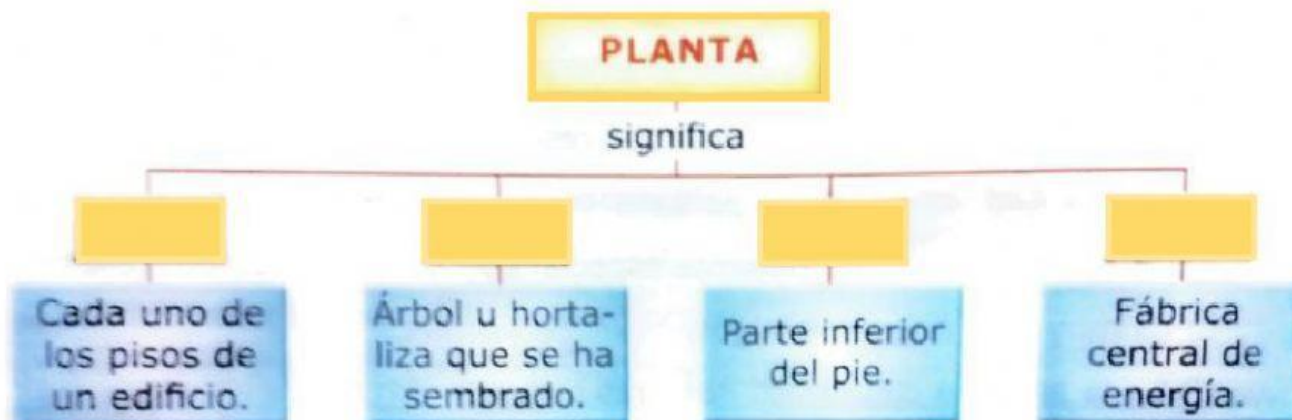 PLANTA
significa
Cada uno de
los pisos de
un edificio.
Árbol u horta-
liza que se ha
sembrado.
Parte inferior
del pie.
Fábrica
central de
energía.